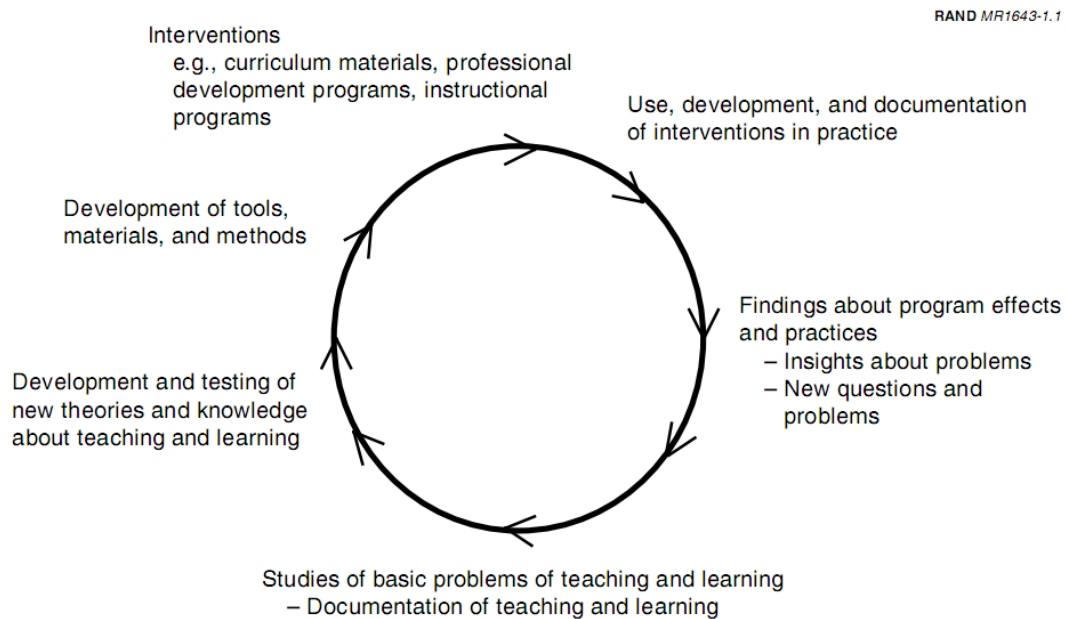 RAND MR1643-1.1
Interventions
e.g., curriculum materials, professional
development programs, instructional
programs
Use, development, and documentation
of interventions in practice
Findings about program effects
and practices
– Insights about problems
– New questions and
problems
Studies of basic problems of teaching and learning
– Documentation of teaching and learning
Development and testing of
new theories and knowledge
about teaching and learning
Development of tools,
materials, and methods